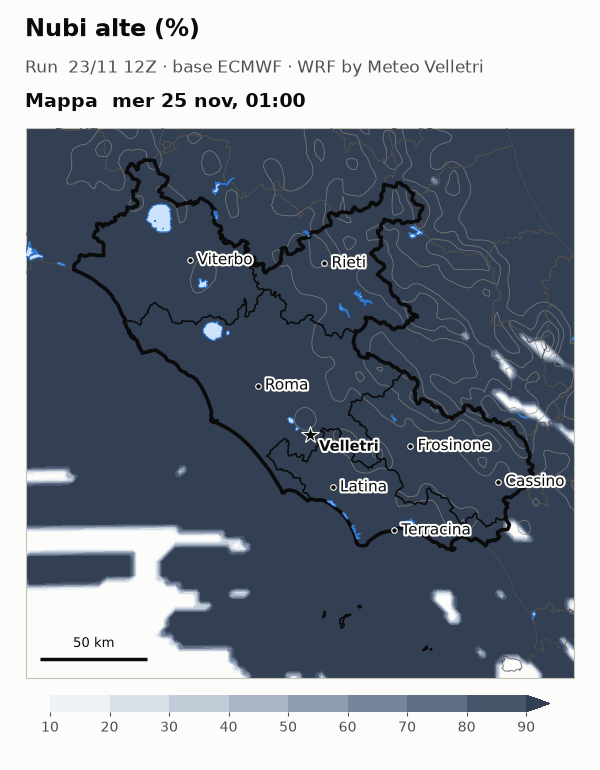 Nubi alte (%)
Run  23/11 12Z · base ECMWF · WRF by Meteo Velletri
Mappa  mer 25 nov, 01:00
Viterbo
Rieti
Roma
Velletri
Frosinone
Cassino
Latina
Terracina
50 km
10 20 30 40 50 60 70 80 90